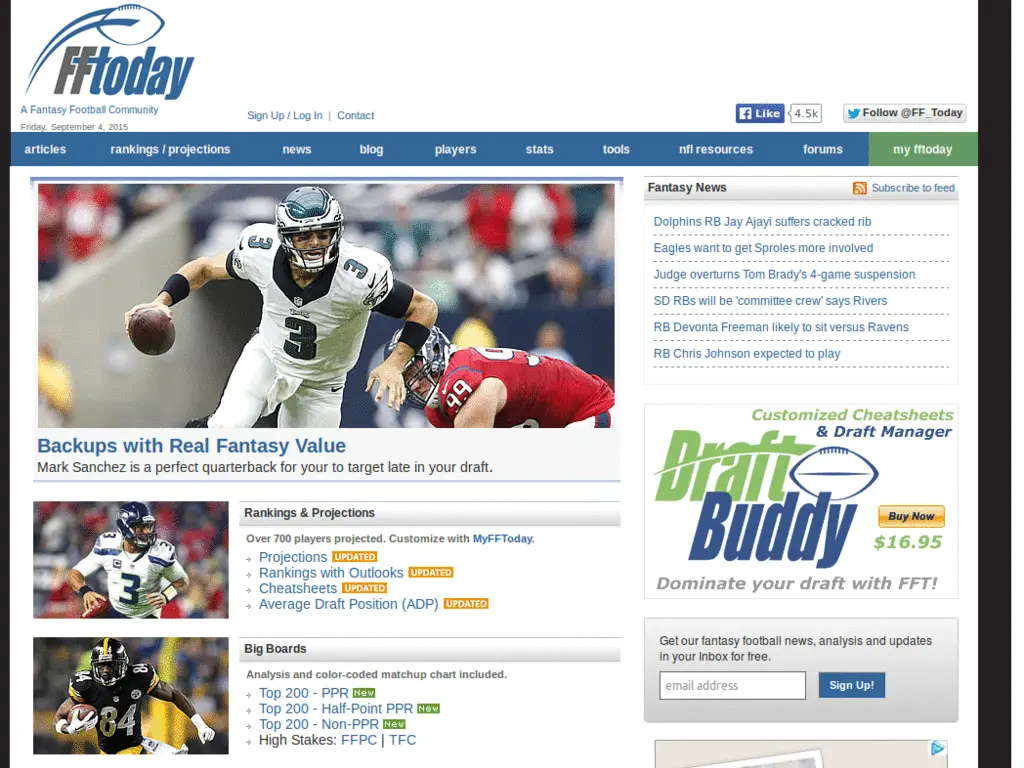 FFtoday
A Fantasy Football Community
Friday, September 4, 2015
Sign Up / Log In | Contact
Like 4.5k
Follow @FF_Today
articles rankings / projections news blog players stats tools nfl resources forums my fftoday
3
3
3
99
Backups with Real Fantasy Value
Mark Sanchez is a perfect quarterback for your to target late in your draft.
3
Rankings & Projections
Over 700 players projected. Customize with MyFFToday.
Projections UPDATED
Rankings with Outlooks UPDATED
Cheatsheets UPDATED
Average Draft Position (ADP) UPDATED
84
84
Big Boards
Analysis and color-coded matchup chart included.
Top 200 - PPR New
Top 200 - Half-Point PPR New
Top 200 - Non-PPR New
High Stakes: FFPC | TFC
Fantasy News
Subscribe to feed
Dolphins RB Jay Ajayi suffers cracked rib
Eagles want to get Sproles more involved
Judge overturns Tom Brady's 4-game suspension
SD RBs will be 'committee crew' says Rivers
RB Devonta Freeman likely to sit versus Ravens
RB Chris Johnson expected to play
Customized Cheatsheets
& Draft Manager
Draft
Buddy
Buy Now
$16.95
Dominate your draft with FFT!
Get our fantasy football news, analysis and updates
in your Inbox for free.
email address
Sign Up!